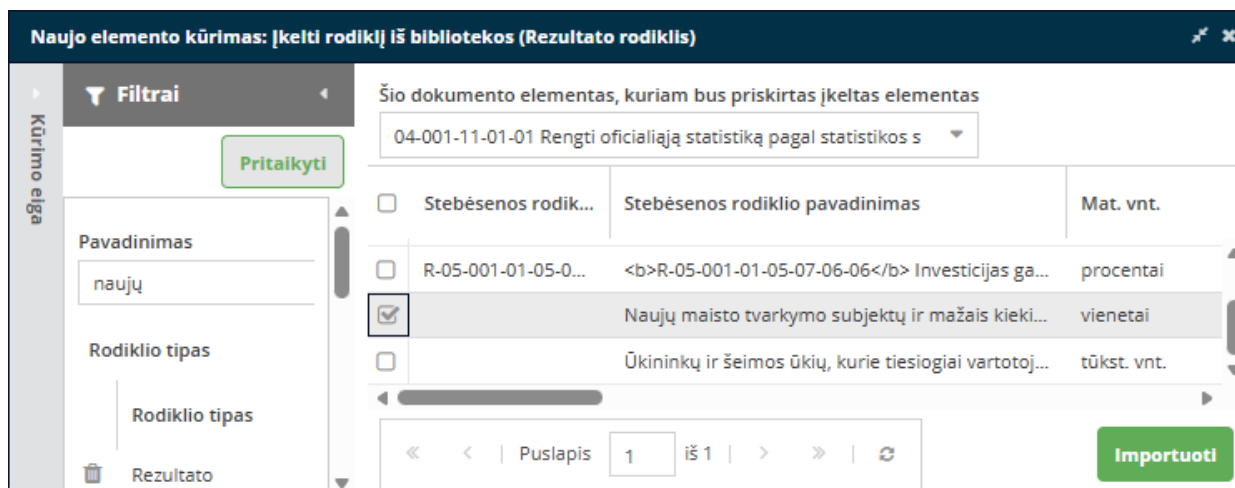 Naujo elemento kūrimas: Įkelti rodiklį iš bibliotekos (Rezultato rodiklis)
Kūrimo eiga
Filtrai
Pritaikyti
Pavadinimas
naujų
Rodiklio tipas
Rodiklio tipas
Rezultato
Šio dokumento elementas, kuriam bus priskirtas įkeltas elementas
04-001-11-01-01 Rengti oficialiąją statistiką pagal statistikos s
Stebėsenos rodik... Stebėsenos rodiklio pavadinimas Mat. vnt.
R-05-001-01-05-0... <b>R-05-001-01-05-07-06-06</b> Investicijas ga... procentai
Naujų maisto tvarkymo subjektų ir mažais kieki... vienetai
Ūkininkų ir šeimos ūkių, kurie tiesiogiai vartotoj... tūkst. vnt.
Puslapis 1 iš 1
Importuoti